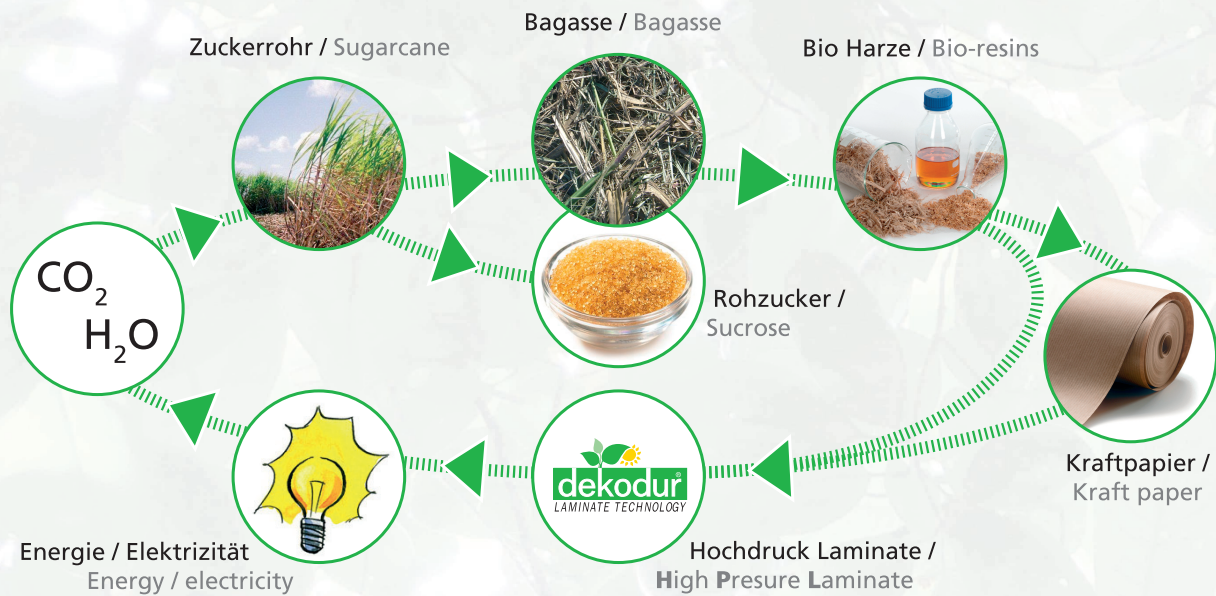 Bagasse / Bagasse
Zuckerrohr / Sugarcane
Bio Harze / Bio-resins
CO₂
H₂O
Rohzucker /
Sucrose
Kraftpapier /
Kraft paper
dekodur®
LAMINATE TECHNOLOGY
Hochdruck Laminate /
High Presure Laminate
Energie / Elektrizität
Energy / electricity